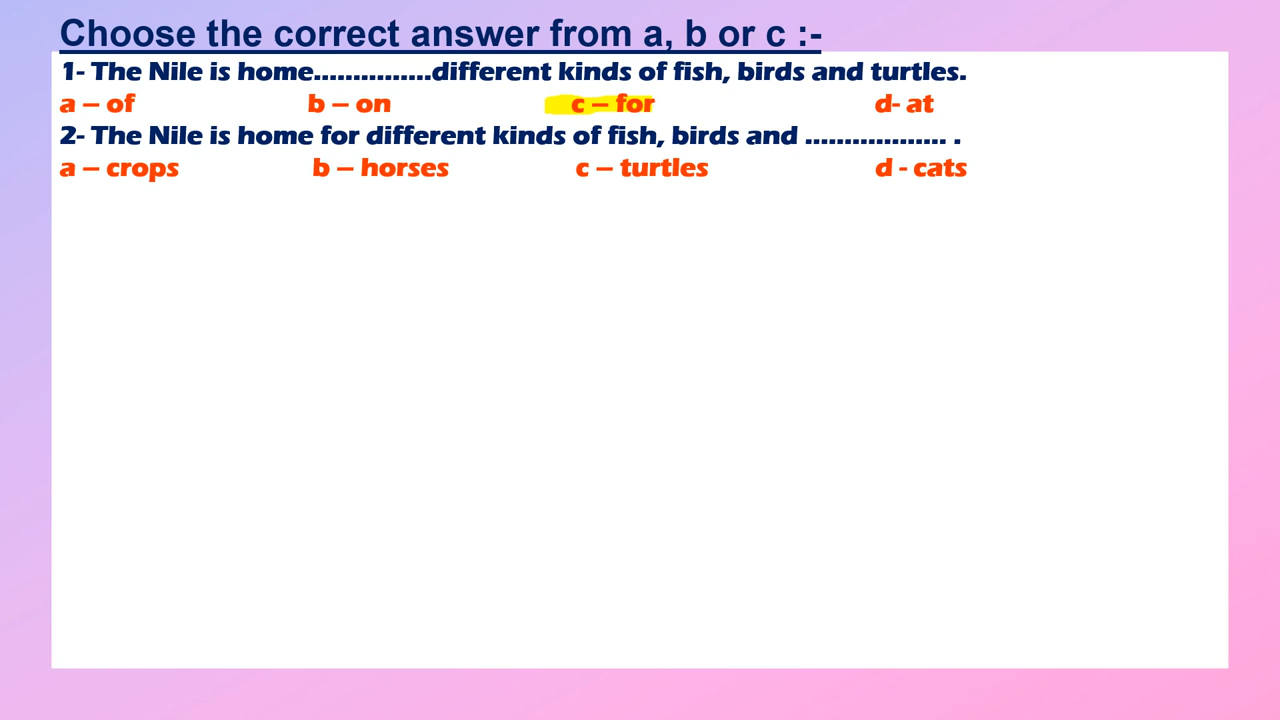 Choose the correct answer from a, b or c :-
1- The Nile is home...............different kinds of fish, birds and turtles.
a – of b – on c – for d- at
2- The Nile is home for different kinds of fish, birds and .................. .
a – crops b – horses c – turtles d - cats